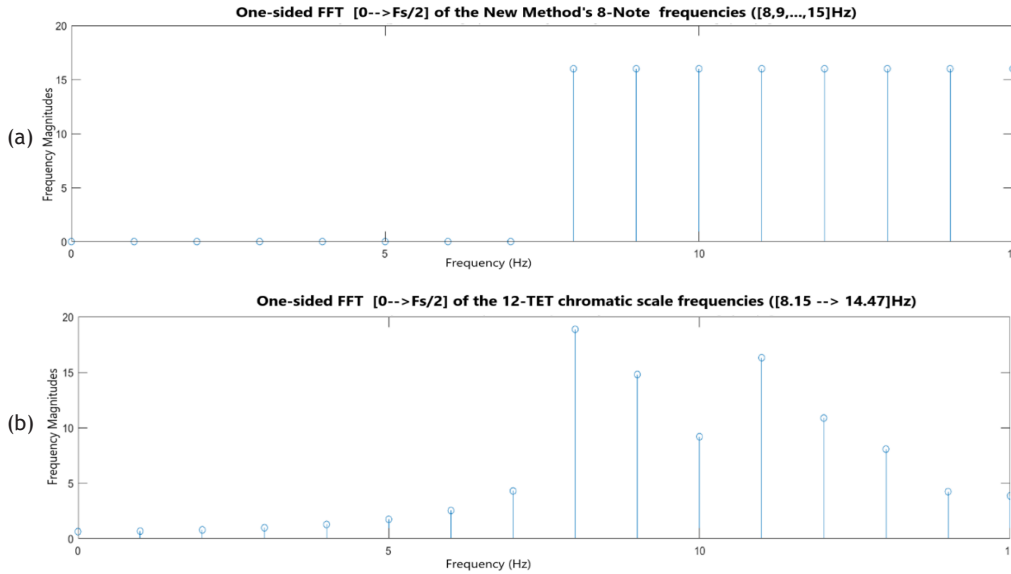 One-sided FFT [0-->Fs/2] of the New Method's 8-Note frequencies ([8,9,...,15]Hz)
20
15
10
5
0
Frequency Magnitudes
(a)
0 5 10
Frequency (Hz)
One-sided FFT [0-->Fs/2] of the 12-TET chromatic scale frequencies ([8.15 --> 14.47]Hz)
20
15
10
5
0
Frequency Magnitudes
(b)
0 5 10
Frequency (Hz)